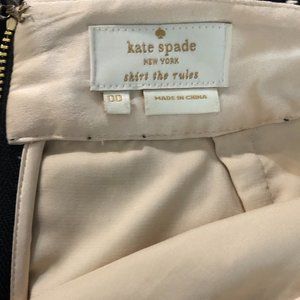 kate spade
NEW YORK
skirt the rules
00
MADE IN CHINA